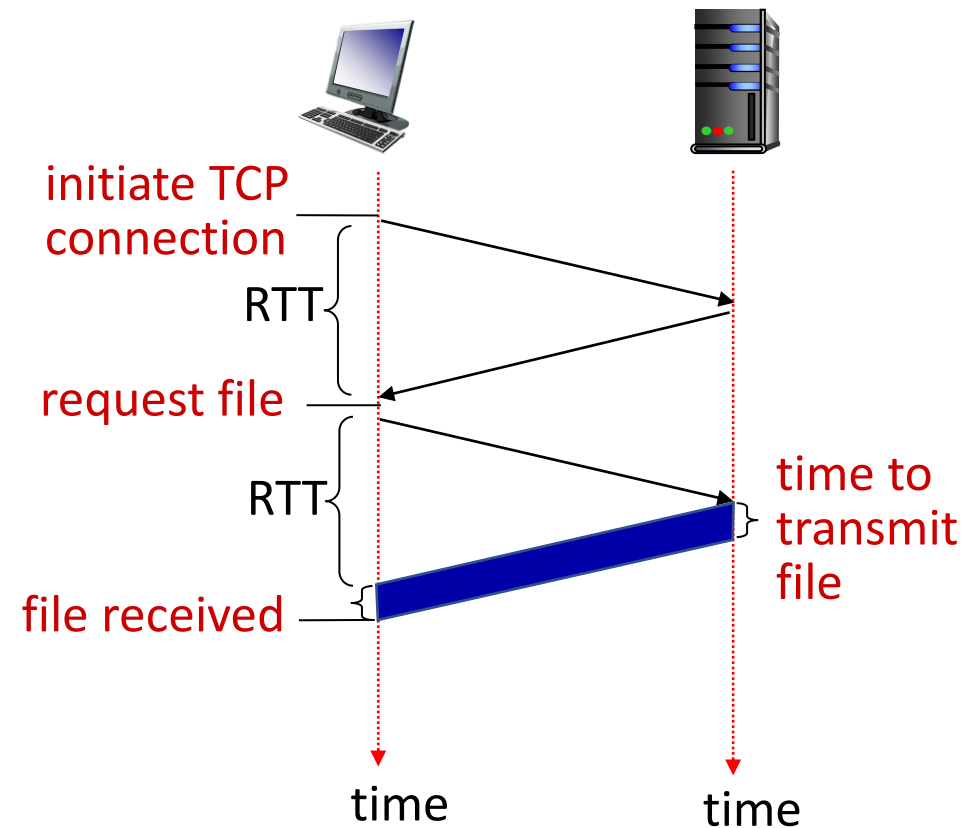 initiate TCP
connection
RTT
request file
RTT
time to
transmit
file
file received
time
time